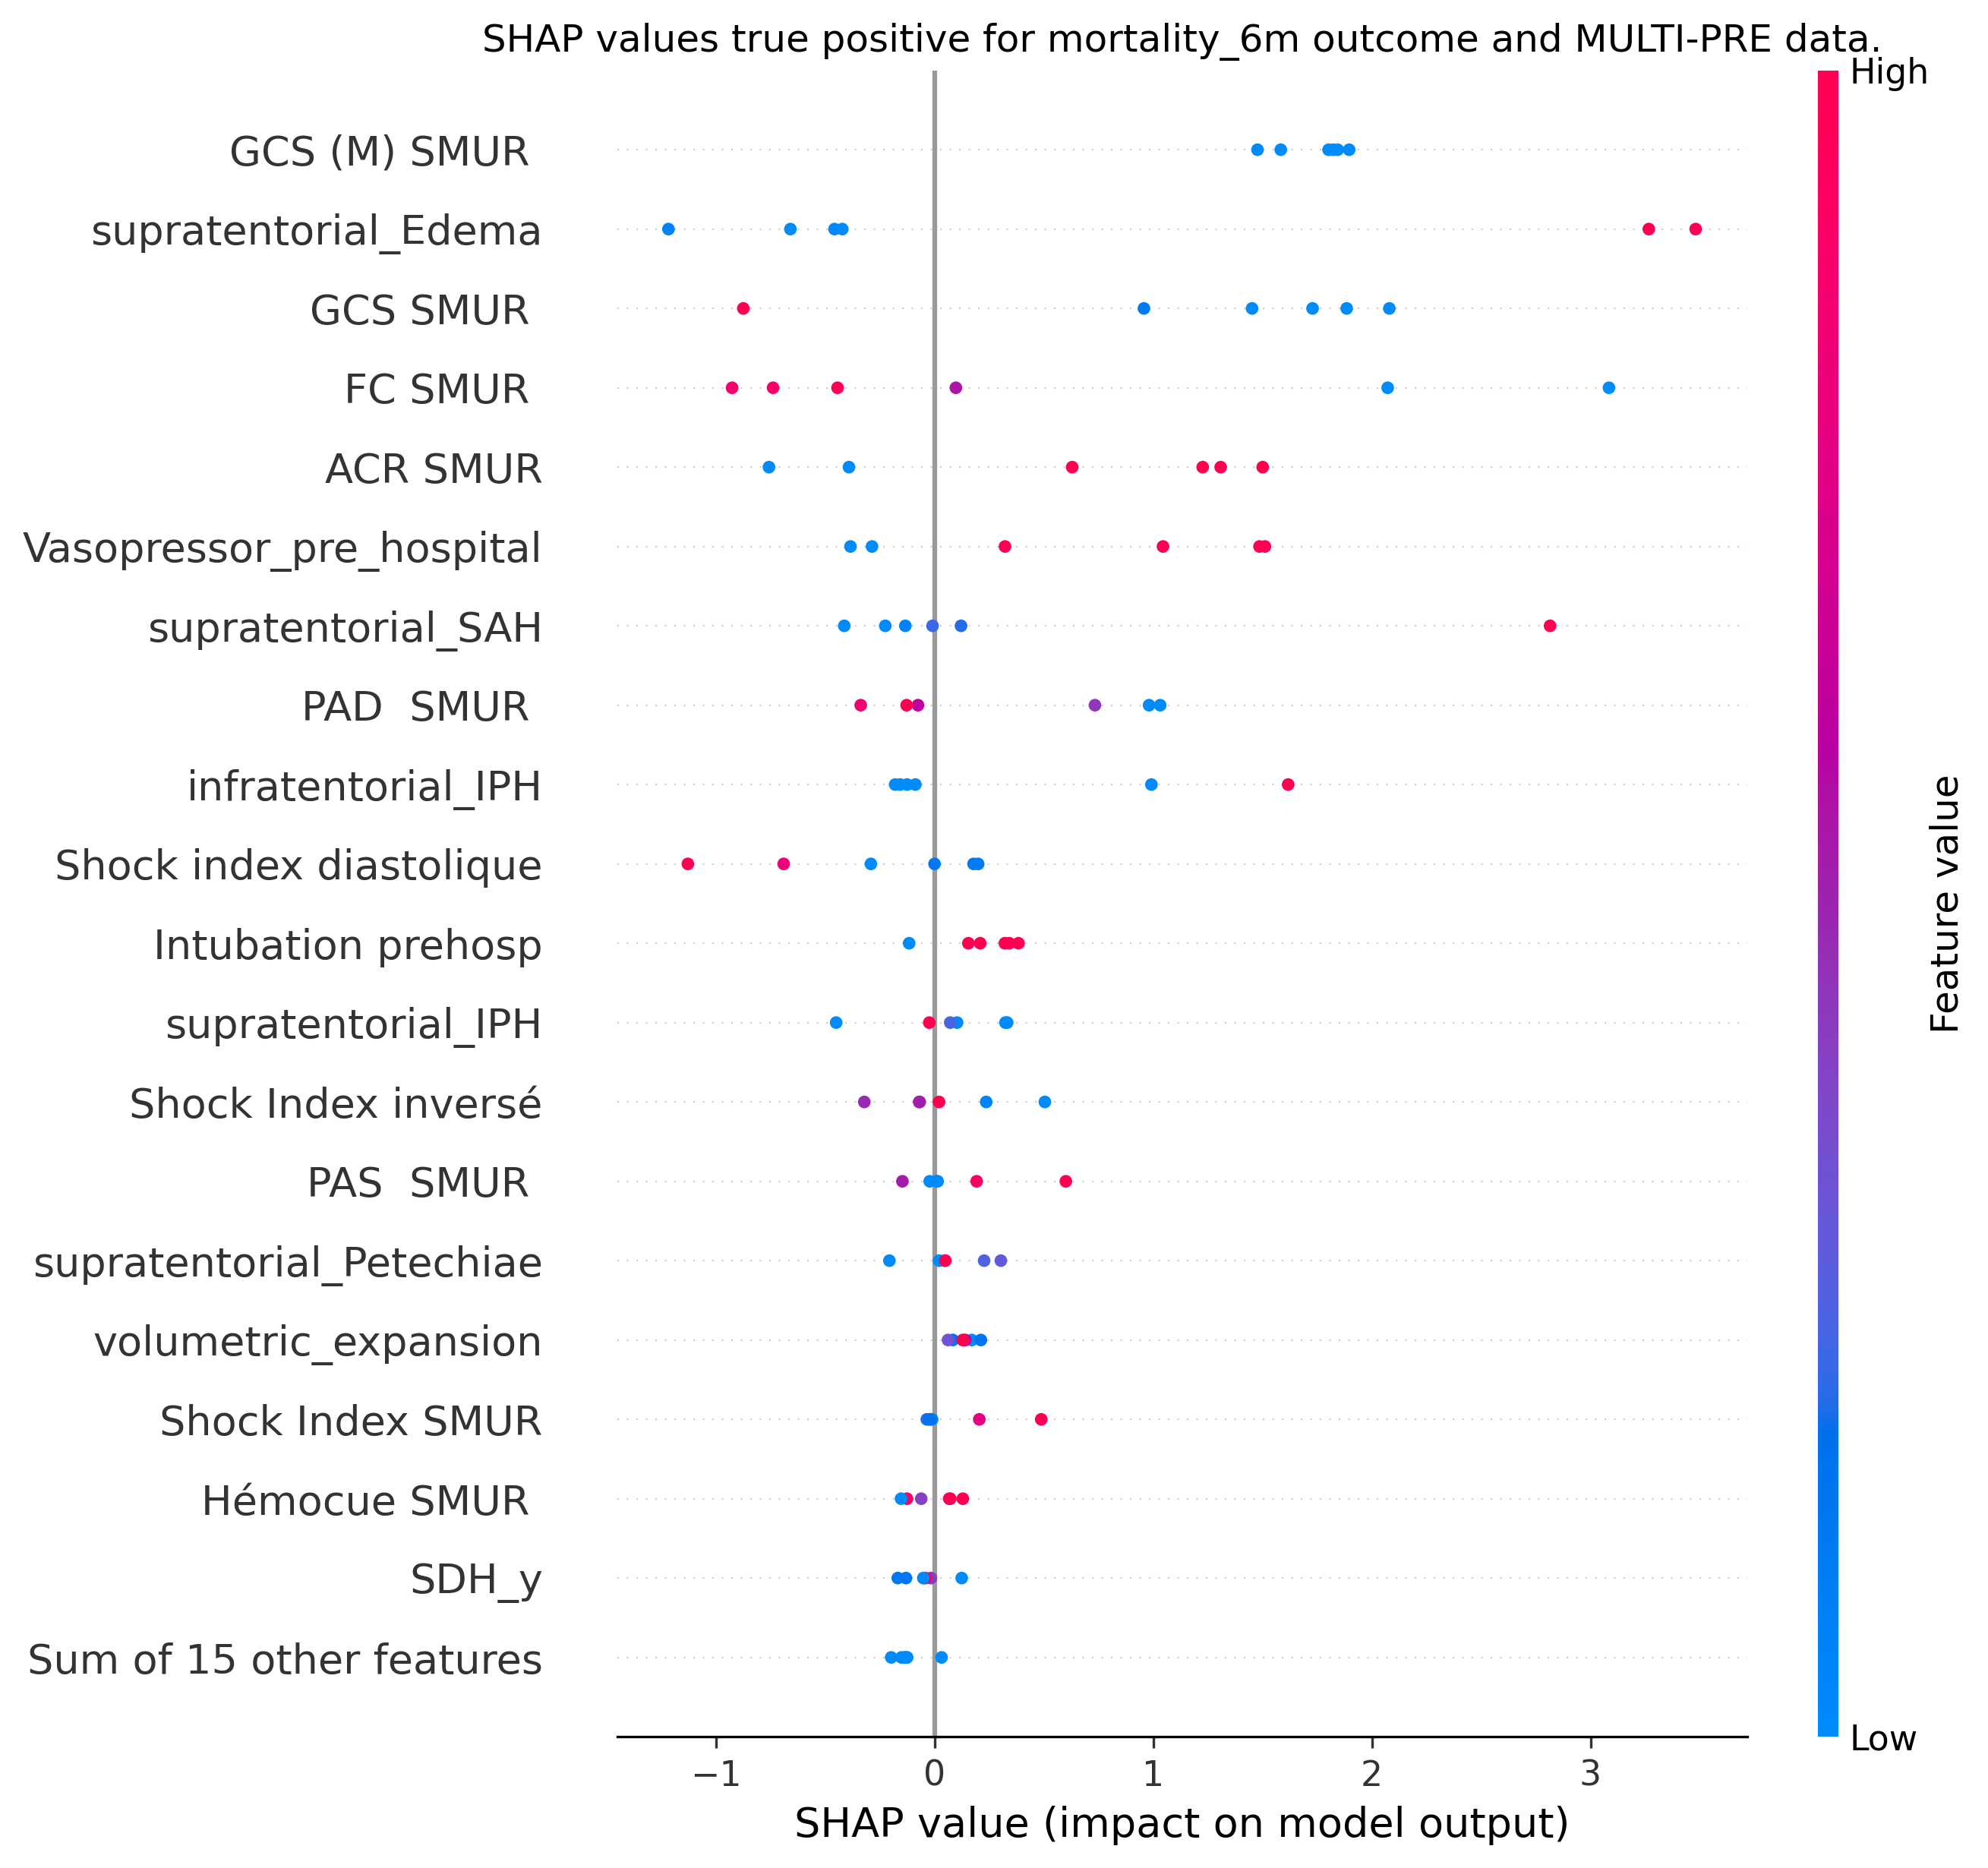 SHAP values true positive for mortality_6m outcome and MULTI-PRE data.
High
GCS (M) SMUR
supratentorial_Edema
GCS SMUR
FC SMUR
ACR SMUR
Vasopressor_pre_hospital
supratentorial_SAH
PAD  SMUR
infratentorial_IPH
Shock index diastolique
Intubation prehosp
supratentorial_IPH
Shock Index inversé
PAS  SMUR
supratentorial_Petechiae
volumetric_expansion
Shock Index SMUR
Hémocue SMUR
SDH_y
Sum of 15 other features
Feature value
Low
−1 0 1 2 3
SHAP value (impact on model output)